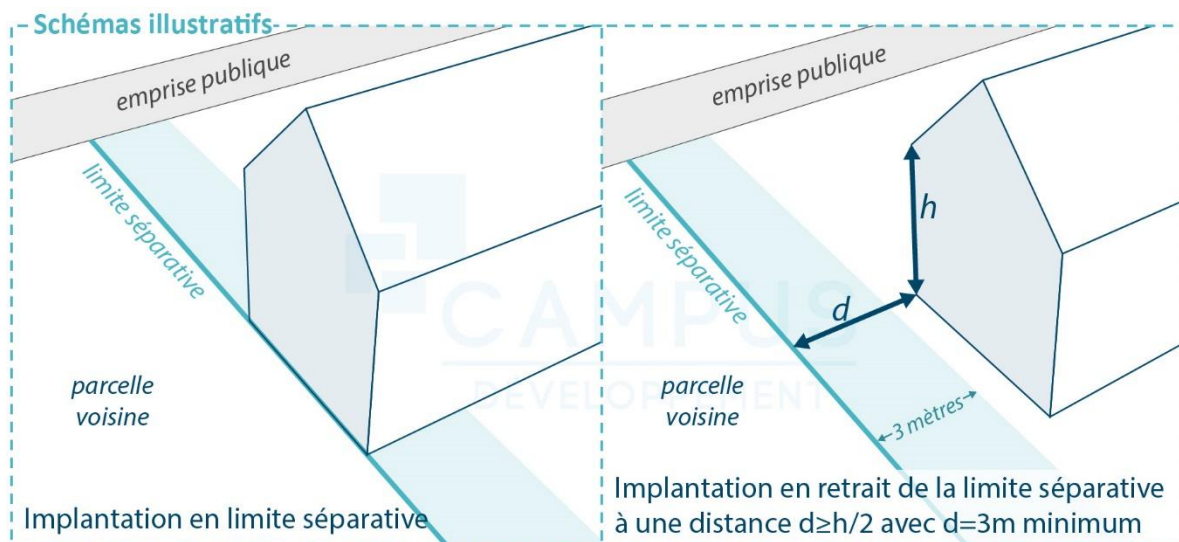 Schémas illustratifs
emprise publique
limite séparative
parcelle
voisine
Implantation en limite séparative
emprise publique
limite séparative
h
d
parcelle
voisine
3 mètres
Implantation en retrait de la limite séparative
à une distance d≥h/2 avec d=3m minimum
CAMPUS
DÉVELOPPEMENT